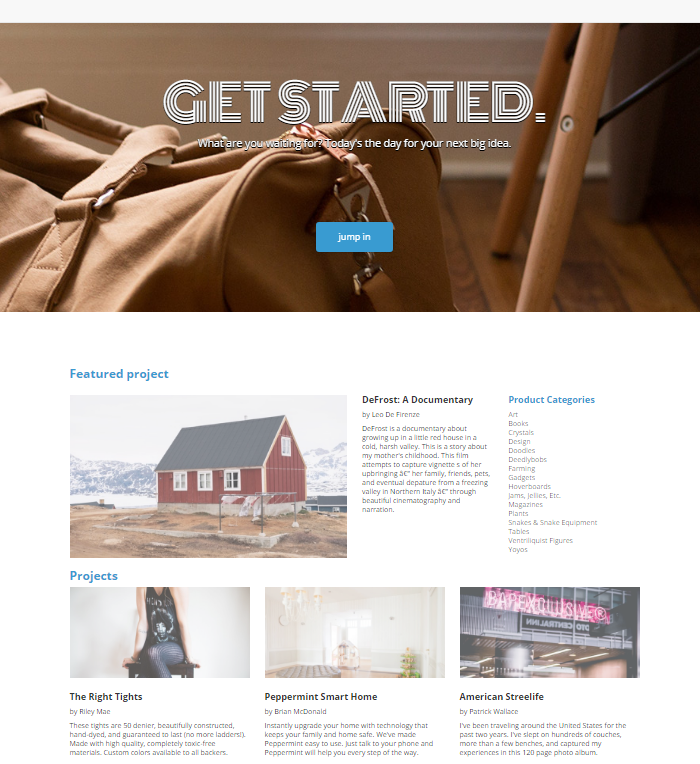 GET STARTED.
What are you waiting for? Today's the day for your next big idea.
jump in
Featured project
DeFrost: A Documentary
by Leo De Firenze
DeFrost is a documentary about
growing up in a little red house in a
cold, harsh valley. This is a story about
my mother's childhood. This film
attempts to capture vignette s of her
upbringing â€" her family, friends, pets,
and eventual depature from a freezing
valley in Northern Italy â€" through
beautiful cinematography and
narration.
Product Categories
Art
Books
Crystals
Design
Doodles
Deedlybobs
Farming
Gadgets
Hoverboards
Jams, Jellies, Etc.
Magazines
Plants
Snakes & Snake Equipment
Tables
Ventriliquist Figures
Yoyos
Projects
BAPEXCLUSIVE®
The Right Tights
by Riley Mae
These tights are 50 denier, beautifully constructed,
hand-dyed, and guaranteed to last (no more ladders!).
Made with high quality, completely toxic-free
materials. Custom colors available to all backers.
Peppermint Smart Home
by Brian McDonald
Instantly upgrade your home with technology that
keeps your family and home safe. We've made
Peppermint easy to use. Just talk to your phone and
Peppermint will help you every step of the way.
American Streelife
by Patrick Wallace
I've been traveling around the United States for the
past two years. I've slept on hundreds of couches,
more than a few benches, and captured my
experiences in this 120 page photo album.